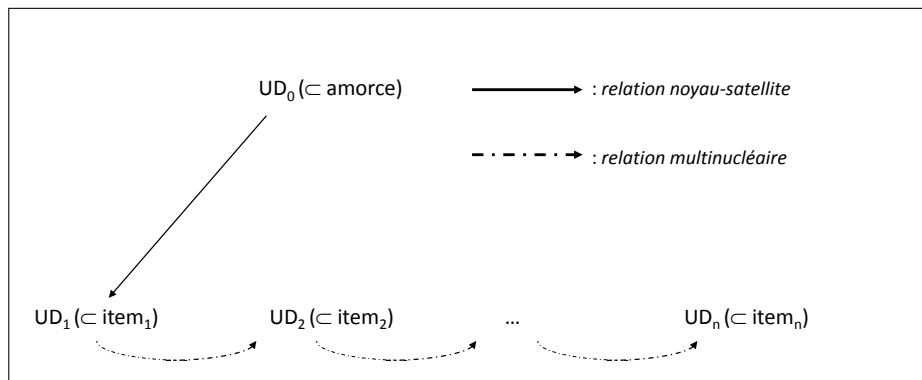 UD₀ (⊂ amorce)
: relation noyau-satellite
: relation multinucléaire
UD₁ (⊂ item₁) UD₂ (⊂ item₂) ... UDₙ (⊂ itemₙ)